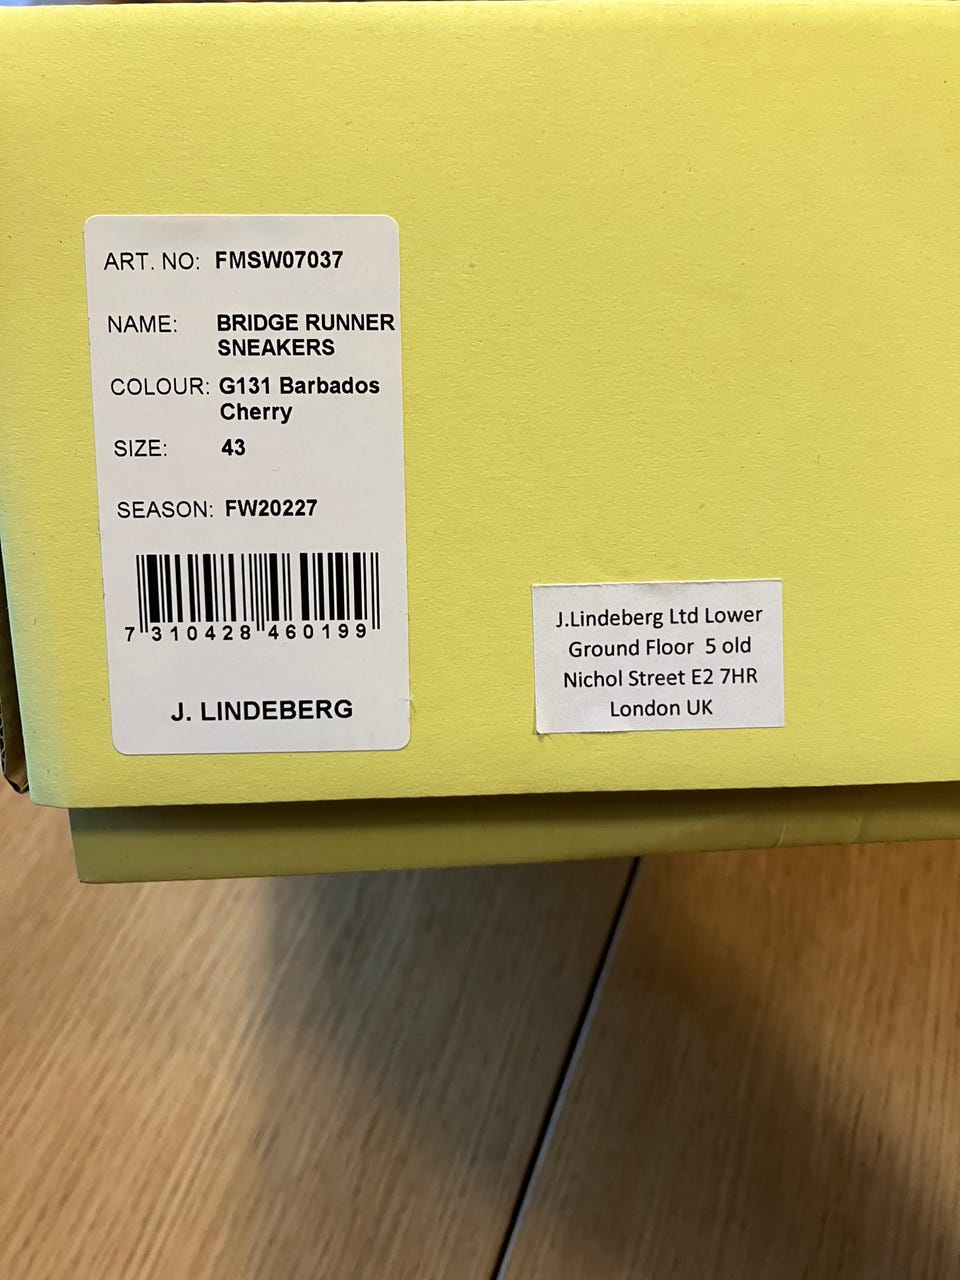 ART. NO: FMSW07037
NAME: BRIDGE RUNNER
SNEAKERS
COLOUR: G131 Barbados
Cherry
SIZE: 43
SEASON: FW20227
7 310428 460199
J. LINDEBERG
J.Lindeberg Ltd Lower
Ground Floor 5 old
Nichol Street E2 7HR
London UK